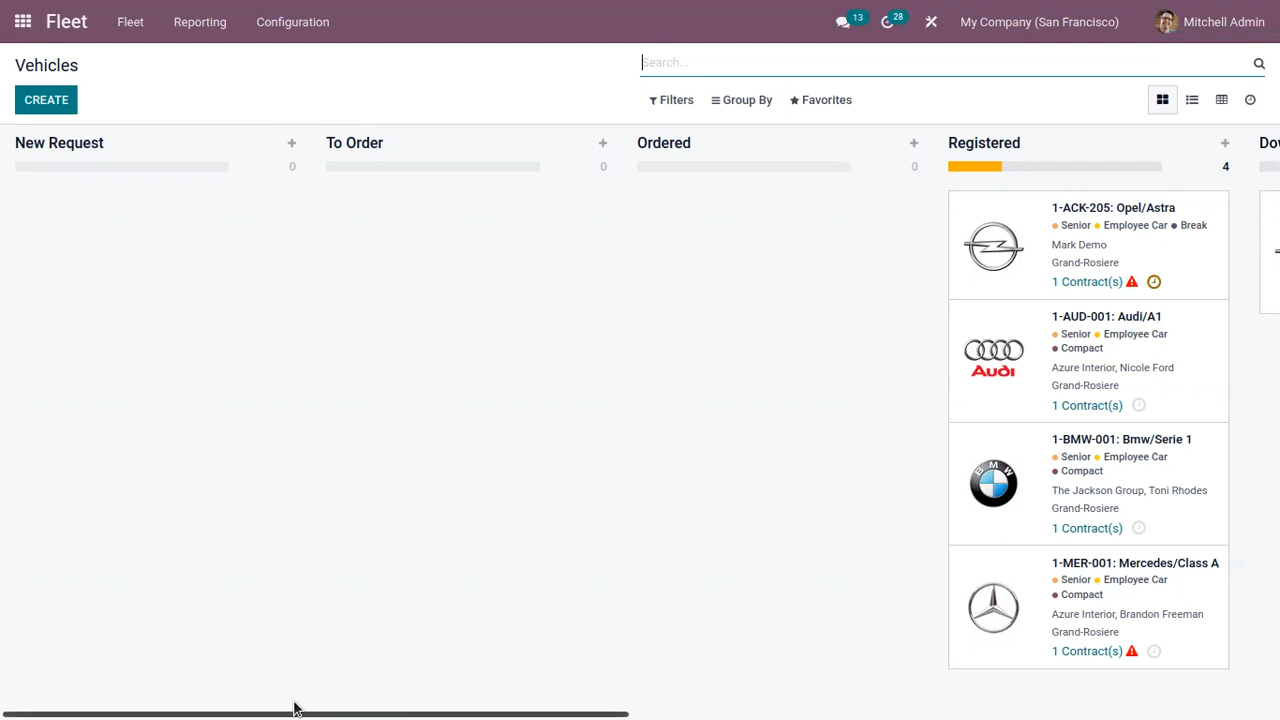 Fleet Fleet Reporting Configuration 13 28 My Company (San Francisco) Mitchell Admin
Vehicles Search...
CREATE Filters Group By Favorites
New Request + To Order + Ordered + Registered +
0 0 0 4
1-ACK-205: Opel/Astra
Senior Employee Car Break
Mark Demo
Grand-Rosiere
1 Contract(s)
1-AUD-001: Audi/A1
Senior Employee Car
Compact
Audi
Azure Interior, Nicole Ford
Grand-Rosiere
1 Contract(s)
1-BMW-001: Bmw/Serie 1
Senior Employee Car
BMW
Compact
The Jackson Group, Toni Rhodes
Grand-Rosiere
1 Contract(s)
1-MER-001: Mercedes/Class A
Senior Employee Car
Compact
Azure Interior, Brandon Freeman
Grand-Rosiere
1 Contract(s)